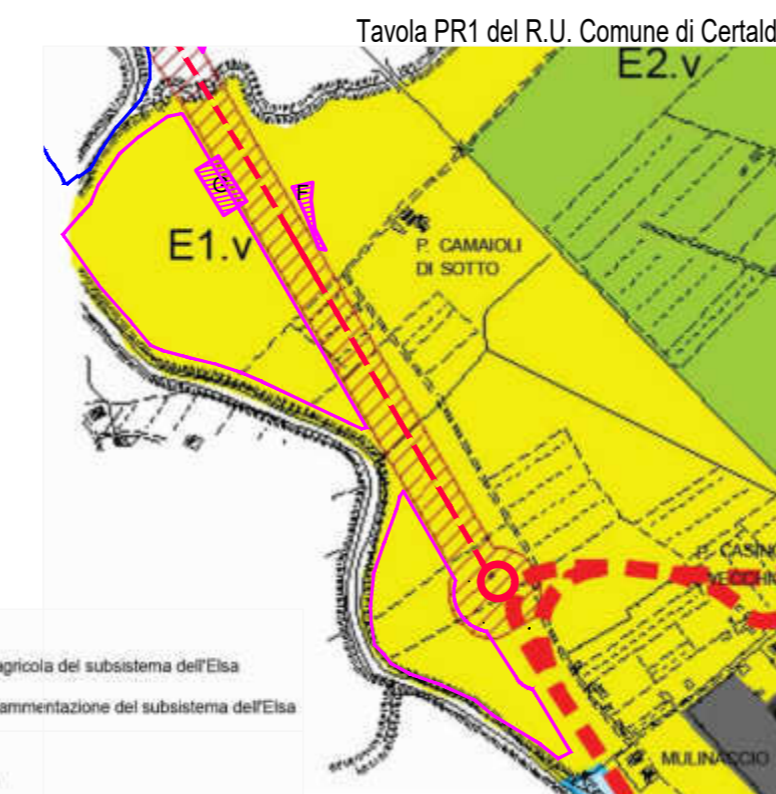 Tavola PR1 del R.U. Comune di Certald
E2.v
C
F
E1.v
P. CAMAIOLI
DI SOTTO
P. CASINO
VECCHI
agricola del subsistema dell'Elsa
ammentazione del subsistema dell'Elsa
MULINACCIO